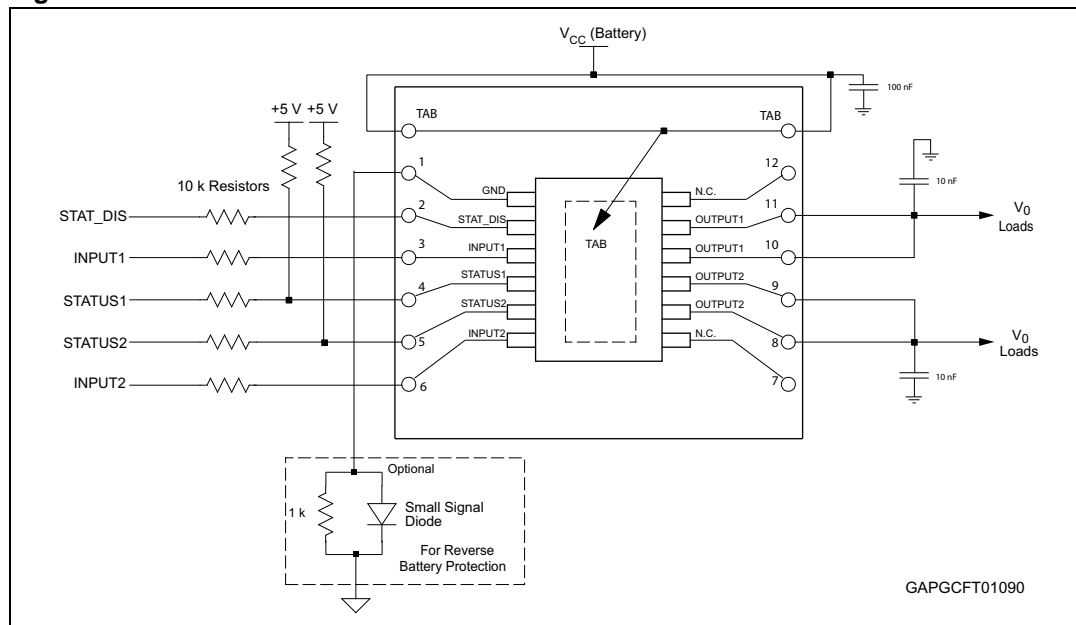 V_CC (Battery)
100 nF
+5 V +5 V
TAB
TAB
1
12
10 k Resistors
GND
N.C.
10 nF
STAT_DIS
2
STAT_DIS
OUTPUT1
11
V_0
Loads
INPUT1
3
INPUT1
TAB
OUTPUT1
10
STATUS1
4
STATUS1
OUTPUT2
9
STATUS2
5
STATUS2
OUTPUT2
8
V_0
Loads
INPUT2
6
INPUT2
N.C.
7
10 nF
Optional
1 k
Small Signal
Diode
For Reverse
Battery Protection
GAPGCFT01090